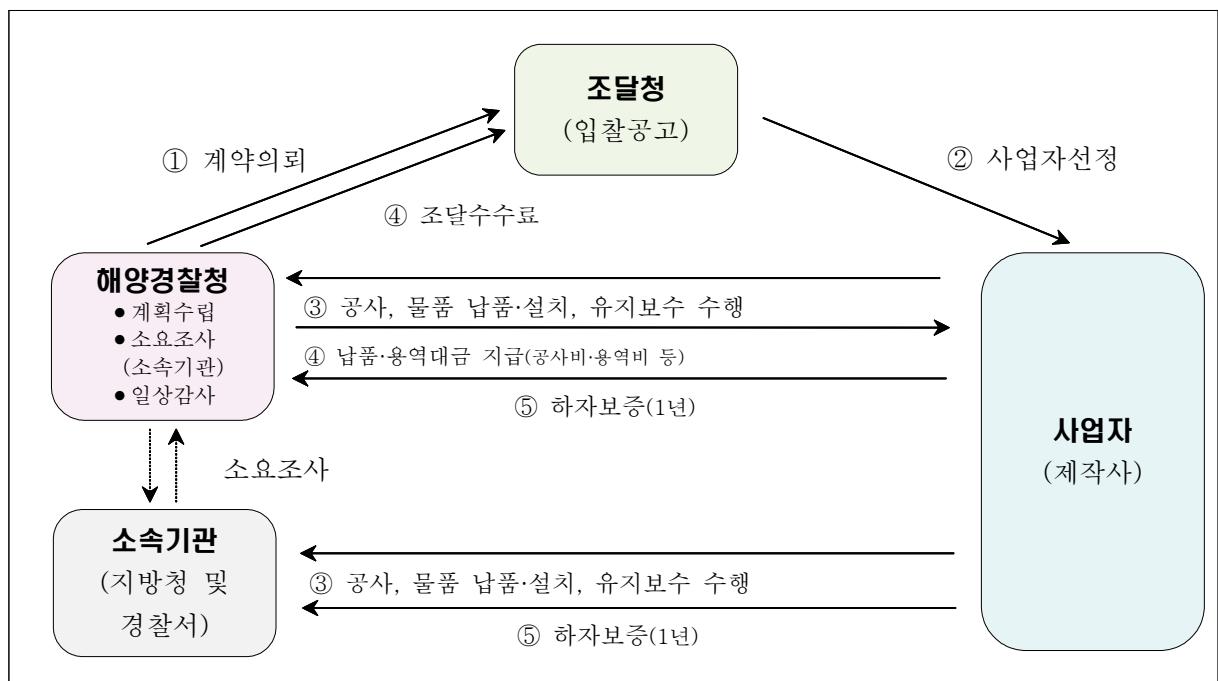 조달청
(입찰공고)
① 계약의뢰
② 사업자선정
④ 조달수수료
해양경찰청
● 계획수립
● 소요조사
(소속기관)
● 일상감사
③ 공사, 물품 납품·설치, 유지보수 수행
④ 납품·용역대금 지급(공사비·용역비 등)
⑤ 하자보증(1년)
사업자
(제작사)
소요조사
소속기관
(지방청 및
경찰서)
③ 공사, 물품 납품·설치, 유지보수 수행
⑤ 하자보증(1년)